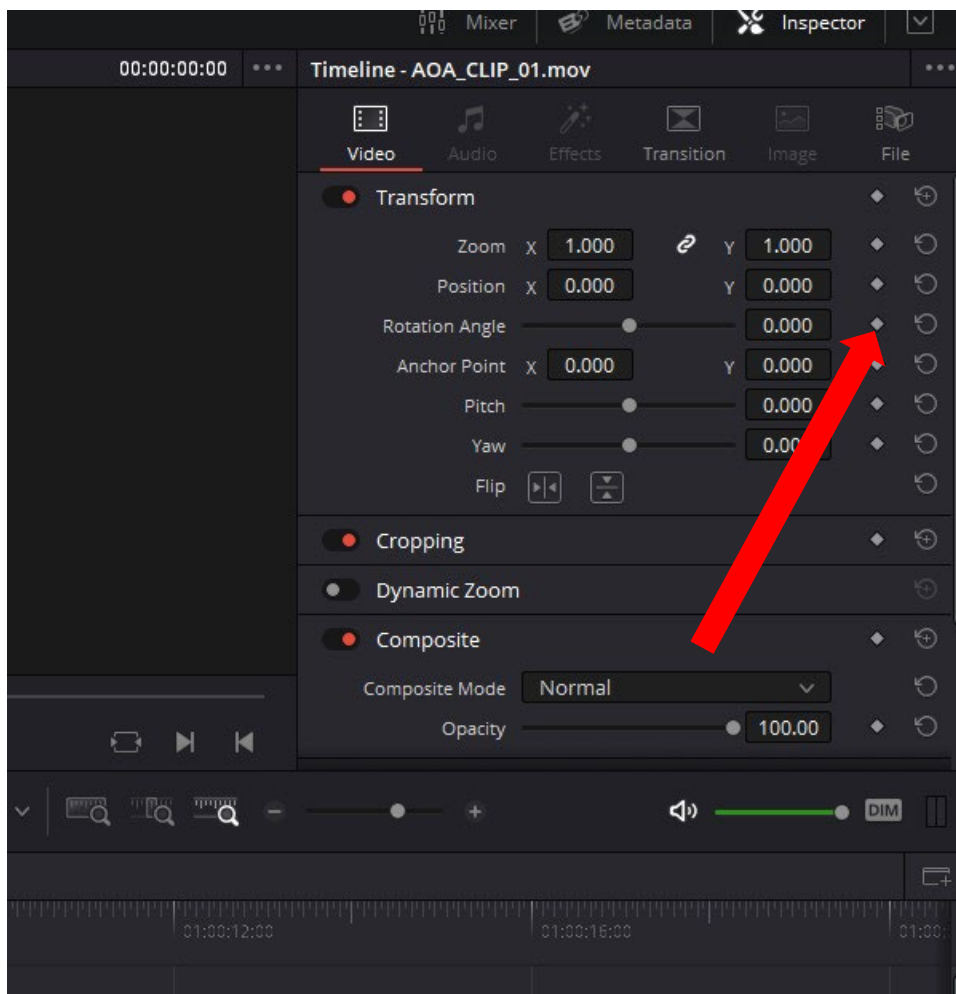 Mixer Metadata Inspector
00:00:00:00 Timeline - AOA_CLIP_01.mov
Video Audio Effects Transition Image File
Transform
Zoom X 1.000 Y 1.000
Position X 0.000 Y 0.000
Rotation Angle 0.000
Anchor Point X 0.000 Y 0.000
Pitch 0.000
Yaw
Flip
Cropping
Dynamic Zoom
Composite
Composite Mode Normal
Opacity 100.00
DIM
01:00:12:00 01:00:16:00